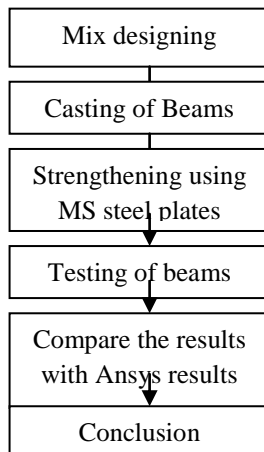 Mix designing
Casting of Beams
Strengthening using
MS steel plates
Testing of beams
Compare the results
with Ansys results
Conclusion